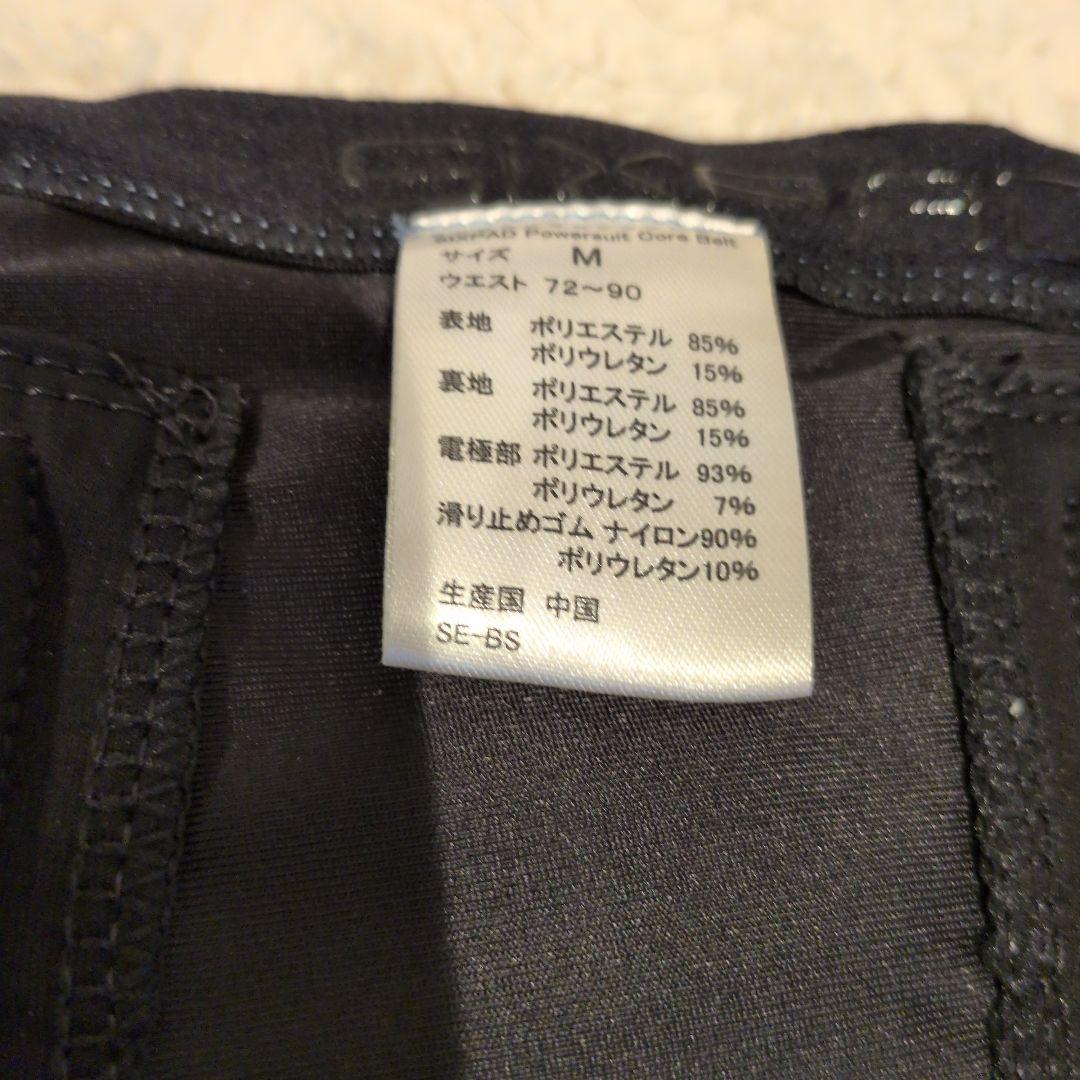 SIXPAD
SIXPAD Powersuit Core Belt
サイズ M
ウエスト 72～90
表地 ポリエステル 85%
ポリウレタン 15%
裏地 ポリエステル 85%
ポリウレタン 15%
電極部 ポリエステル 93%
ポリウレタン 7%
滑り止めゴム ナイロン90%
ポリウレタン10%
生産国 中国
SE-BS